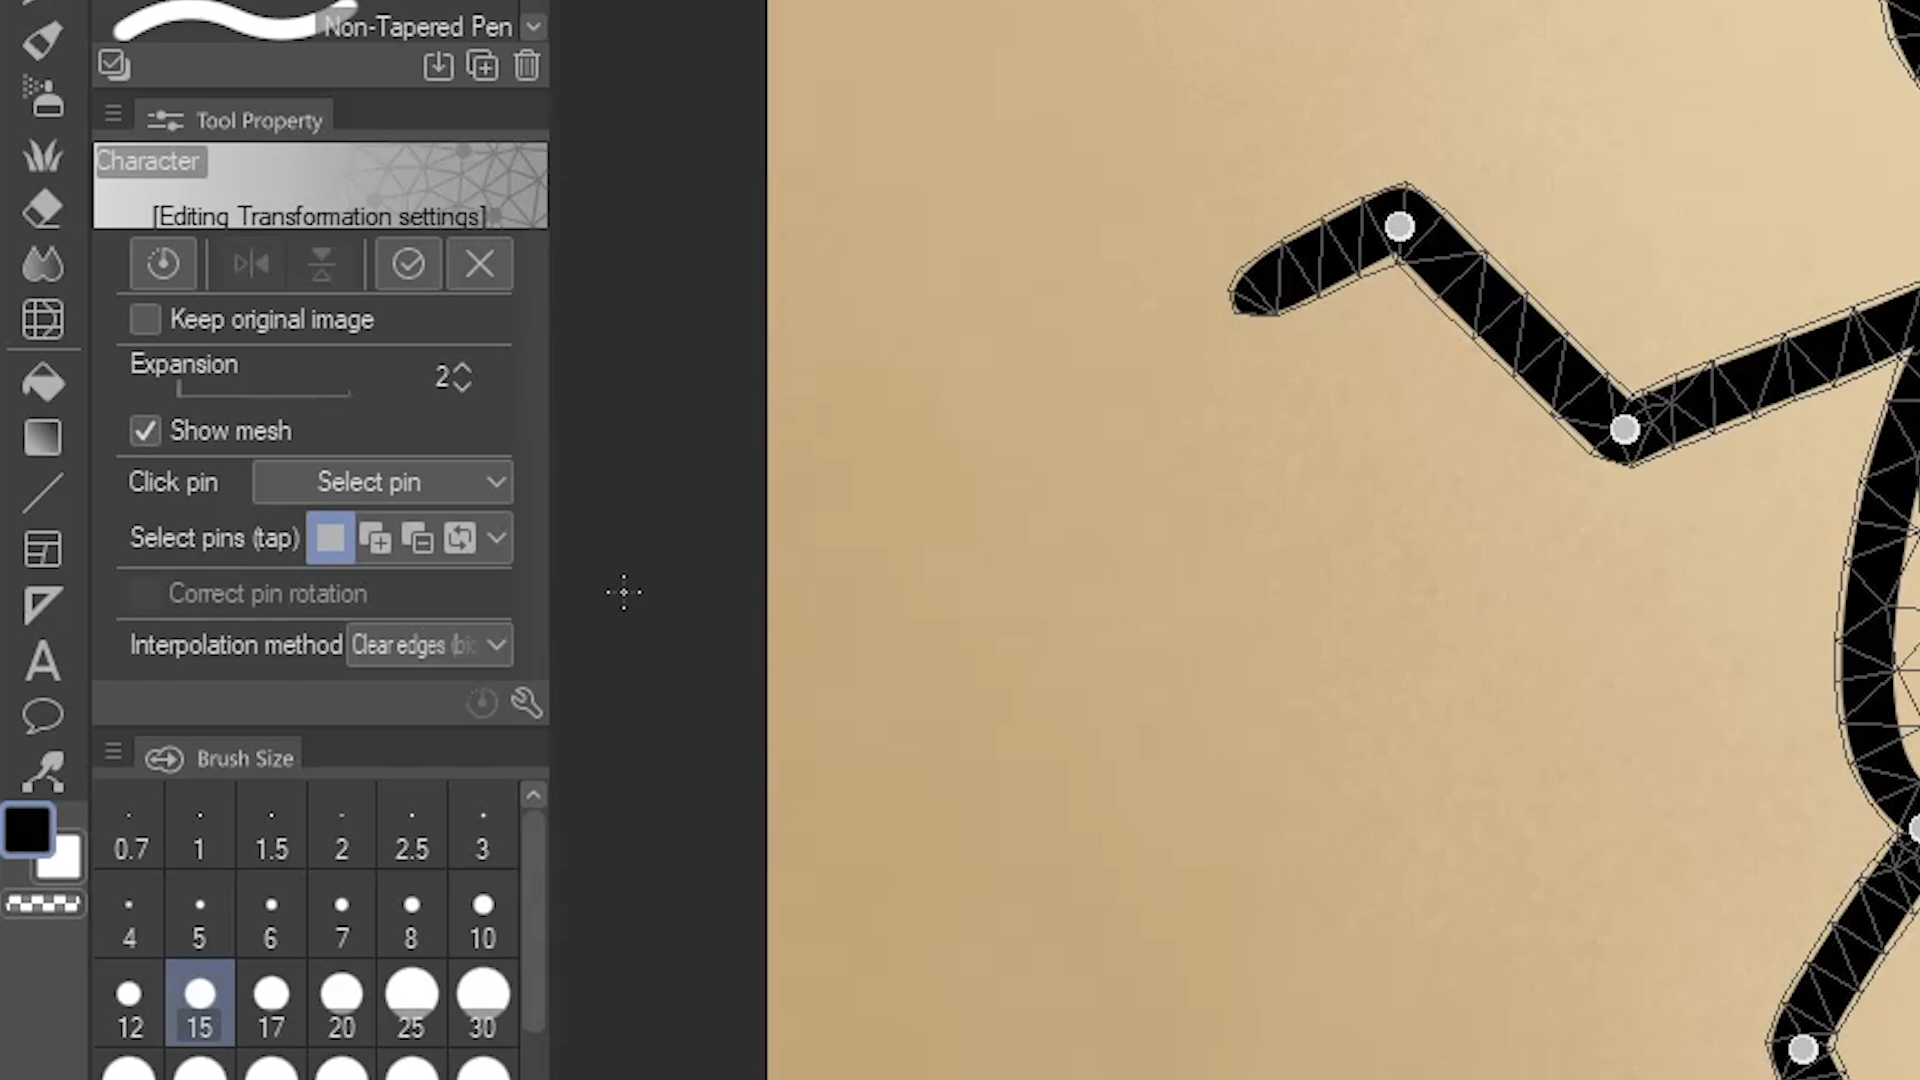 Non-Tapered Pen
Tool Property
Character
[Editing Transformation settings]
Keep original image
Expansion 2
Show mesh
Click pin Select pin
Select pins (tap)
Correct pin rotation
Interpolation method Clear edges (bic
Brush Size
0.7 1 1.5 2 2.5 3
4 5 6 7 8 10
12 15 17 20 25 30
A